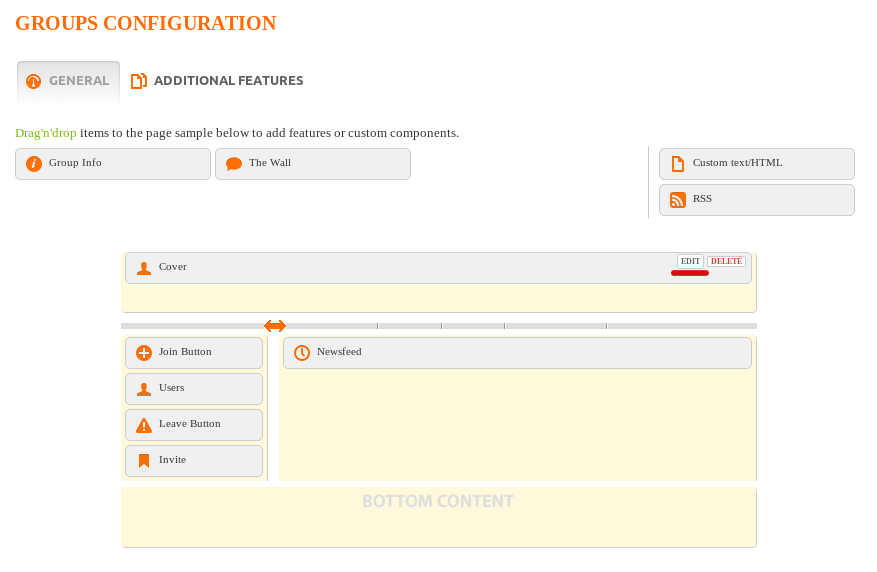 GROUPS CONFIGURATION
GENERAL
ADDITIONAL FEATURES
Drag'n'drop items to the page sample below to add features or custom components.
Group Info
The Wall
Custom text/HTML
RSS
Cover
EDIT
DELETE
Join Button
Newsfeed
Users
Leave Button
Invite
BOTTOM CONTENT